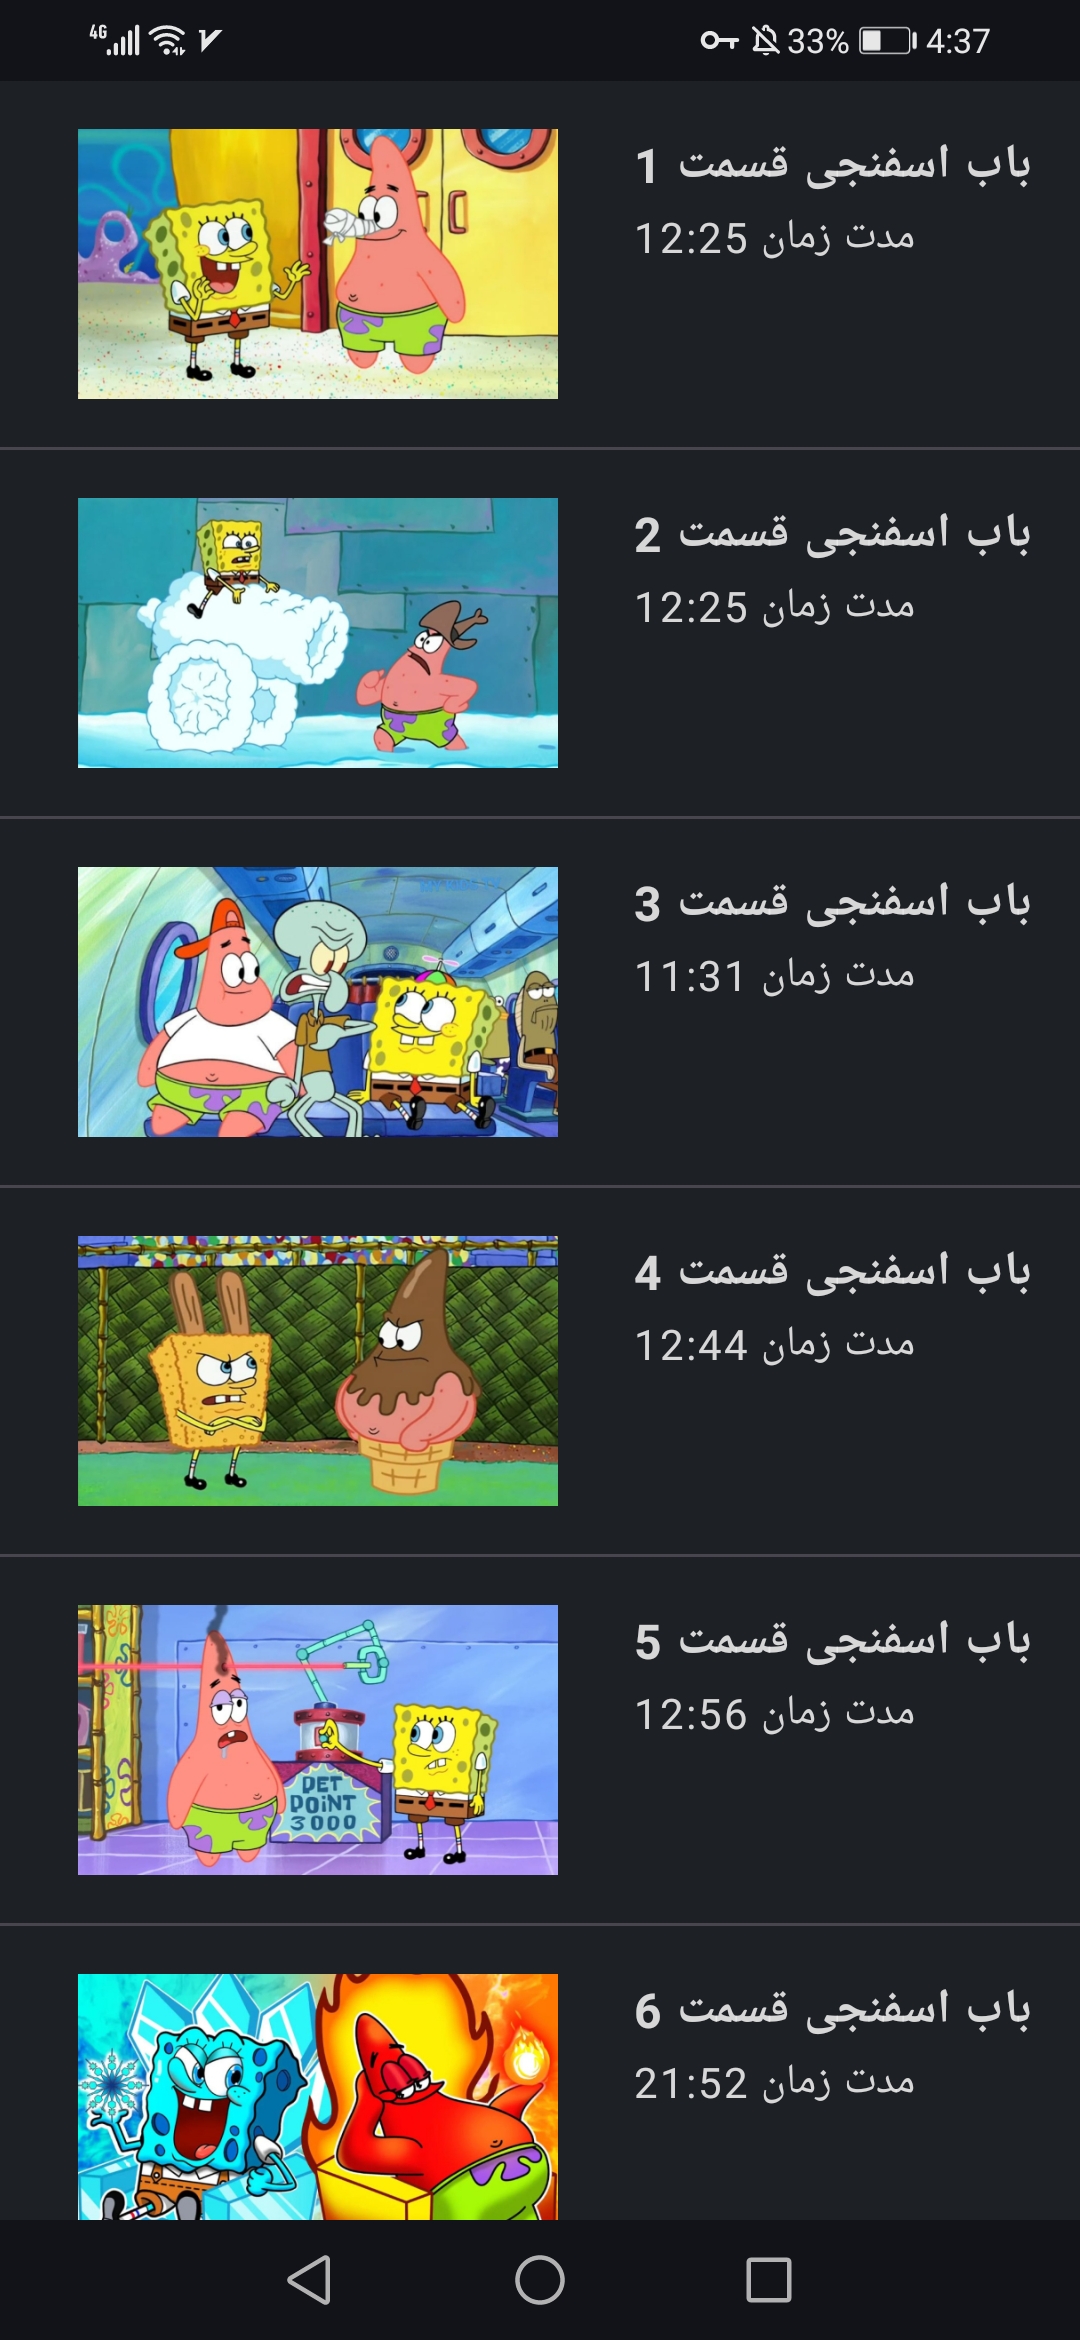 4G 33% 4:37
باب اسفنجی قسمت 1
مدت زمان 12:25
باب اسفنجی قسمت 2
مدت زمان 12:25
باب اسفنجی قسمت 3
مدت زمان 11:31
باب اسفنجی قسمت 4
مدت زمان 12:44
باب اسفنجی قسمت 5
مدت زمان 12:56
PET
POINT
3000
باب اسفنجی قسمت 6
مدت زمان 21:52